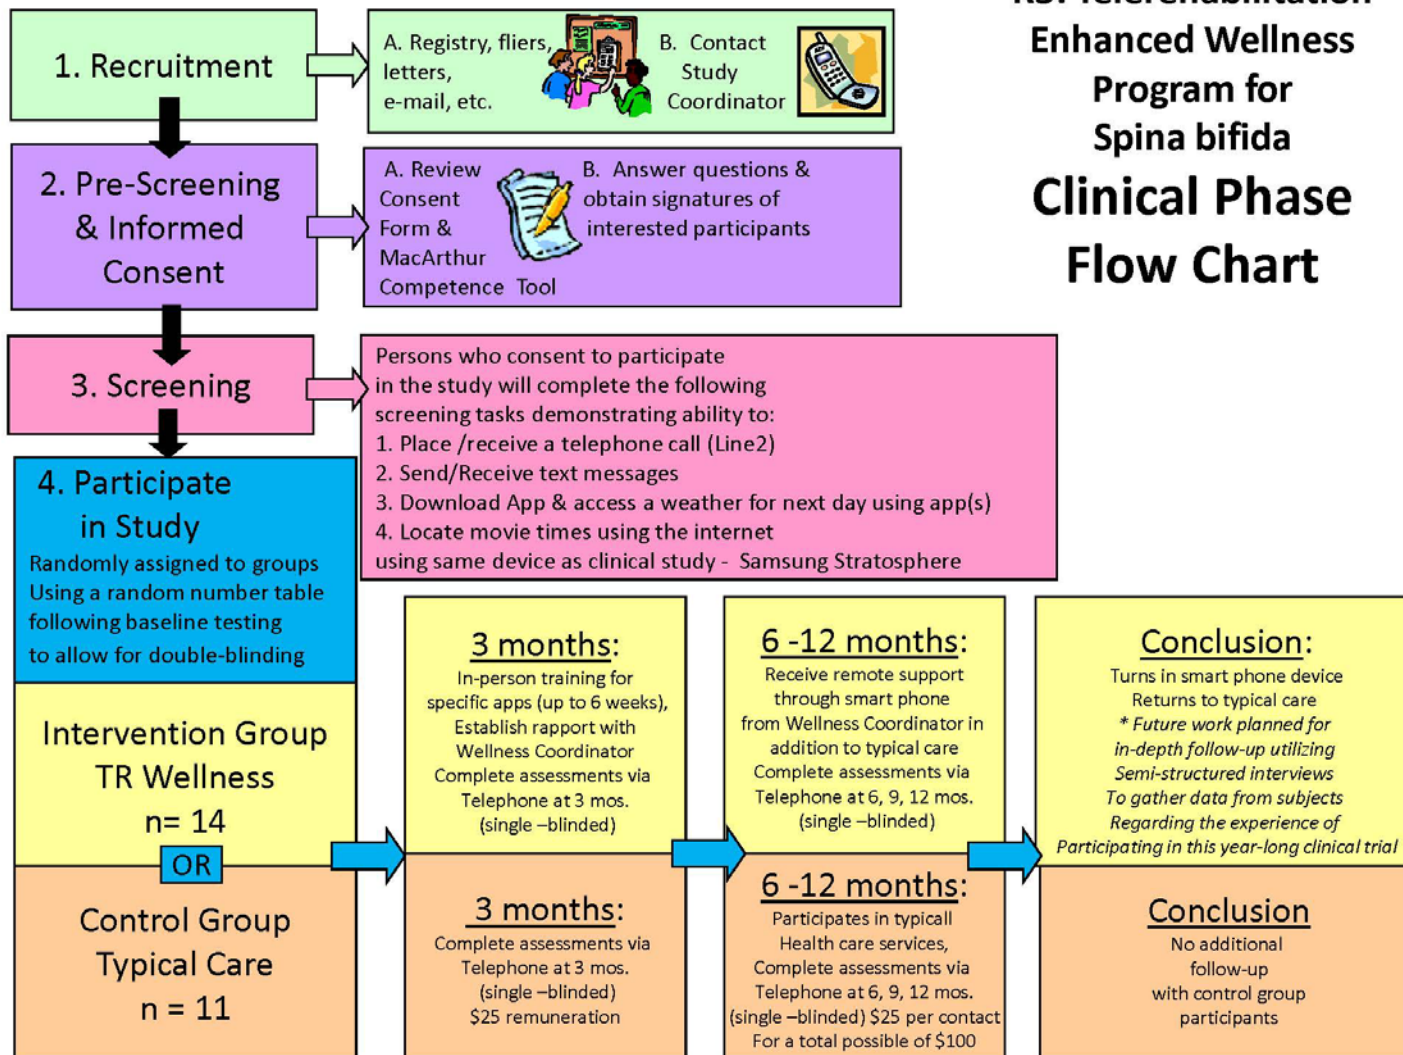 Enhanced Wellness
Program for
Spina bifida
Clinical Phase
Flow Chart
1. Recruitment
A. Registry, fliers,
letters,
e-mail, etc.
B. Contact
Study
Coordinator
2. Pre-Screening
& Informed
Consent
A. Review
Consent
Form &
MacArthur
Competence Tool
B. Answer questions &
obtain signatures of
interested participants
3. Screening
Persons who consent to participate
in the study will complete the following
screening tasks demonstrating ability to:
1. Place /receive a telephone call (Line2)
2. Send/Receive text messages
3. Download App & access a weather for next day using app(s)
4. Locate movie times using the internet
using same device as clinical study - Samsung Stratosphere
4. Participate
in Study
Randomly assigned to groups
Using a random number table
following baseline testing
to allow for double-blinding
Intervention Group
TR Wellness
n= 14
OR
Control Group
Typical Care
n = 11
3 months:
In-person training for
specific apps (up to 6 weeks),
Establish rapport with
Wellness Coordinator
Complete assessments via
Telephone at 3 mos.
(single –blinded)
6 -12 months:
Receive remote support
through smart phone
from Wellness Coordinator in
addition to typical care
Complete assessments via
Telephone at 6, 9, 12 mos.
(single –blinded)
Conclusion:
Turns in smart phone device
Returns to typical care
* Future work planned for
in-depth follow-up utilizing
Semi-structured interviews
To gather data from subjects
Regarding the experience of
Participating in this year-long clinical trial
3 months:
Complete assessments via
Telephone at 3 mos.
(single –blinded)
$25 remuneration
6 -12 months:
Participates in typicall
Health care services,
Complete assessments via
Telephone at 6, 9, 12 mos.
(single –blinded) $25 per contact
For a total possible of $100
Conclusion
No additional
follow-up
with control group
participants